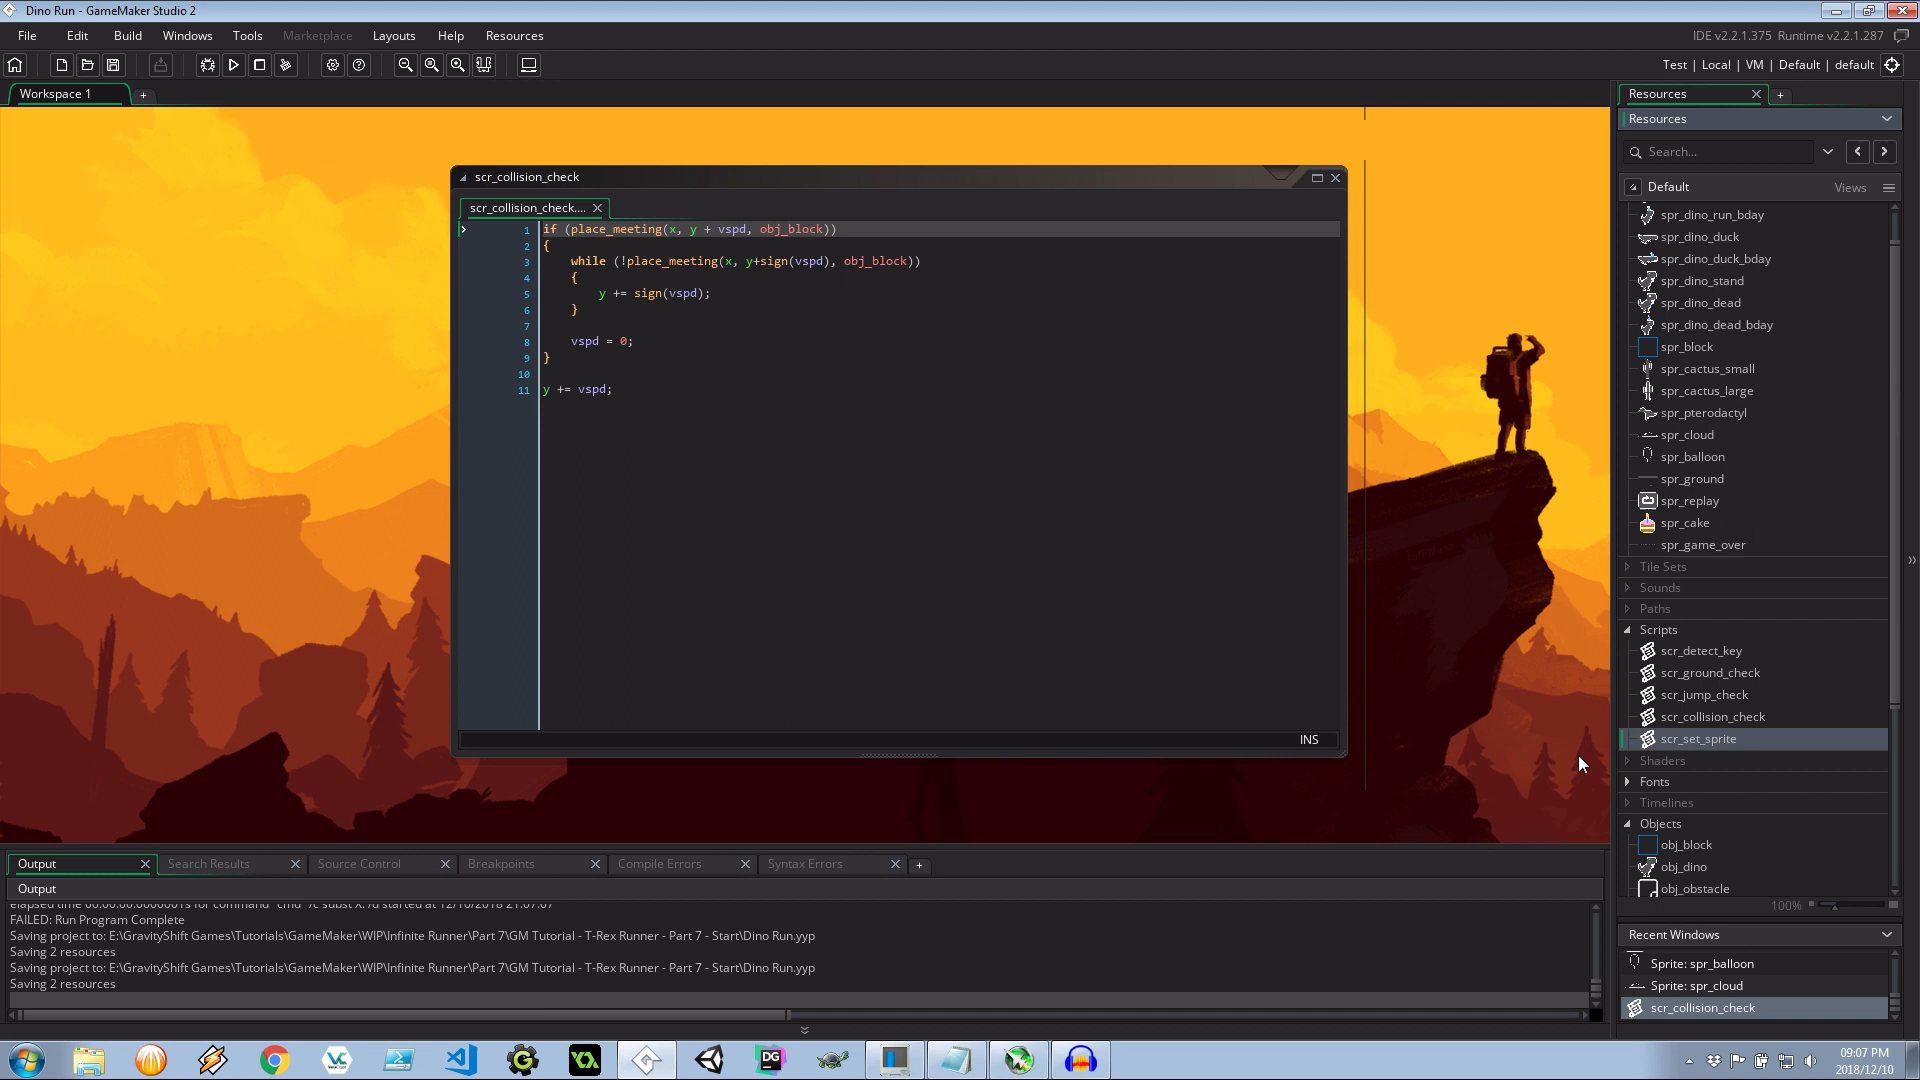 Dino Run - GameMaker Studio 2
File Edit Build Windows Tools Marketplace Layouts Help Resources
IDE v2.2.1.375 Runtime v2.2.1.287
Test | Local | VM | Default | default
Workspace 1
+
scr_collision_check
scr_collision_check....
1 if (place_meeting(x, y + vspd, obj_block))
2 {
3 while (!place_meeting(x, y+sign(vspd), obj_block))
4 {
5 y += sign(vspd);
6 }
7
8 vspd = 0;
9 }
10
11 y += vspd;
INS
Resources
+
Resources
Search...
Default
Views
spr_dino_run_bday
spr_dino_duck
spr_dino_duck_bday
spr_dino_stand
spr_dino_dead
spr_dino_dead_bday
spr_block
spr_cactus_small
spr_cactus_large
spr_pterodactyl
spr_cloud
spr_balloon
spr_ground
spr_replay
spr_cake
spr_game_over
Tile Sets
Sounds
Paths
Scripts
scr_detect_key
scr_ground_check
scr_jump_check
scr_collision_check
scr_set_sprite
Shaders
Fonts
Timelines
Objects
obj_block
obj_dino
obj_obstacle
100%
Recent Windows
Sprite: spr_balloon
Sprite: spr_cloud
scr_collision_check
Output Search Results Source Control Breakpoints Compile Errors Syntax Errors +
Output
FAILED: Run Program Complete
Saving project to: E:\GravityShift Games\Tutorials\GameMaker\WIP\Infinite Runner\Part 7\GM Tutorial - T-Rex Runner - Part 7 - Start\Dino Run.yyp
Saving 2 resources
Saving project to: E:\GravityShift Games\Tutorials\GameMaker\WIP\Infinite Runner\Part 7\GM Tutorial - T-Rex Runner - Part 7 - Start\Dino Run.yyp
Saving 2 resources
DG
09:07 PM
2018/12/10